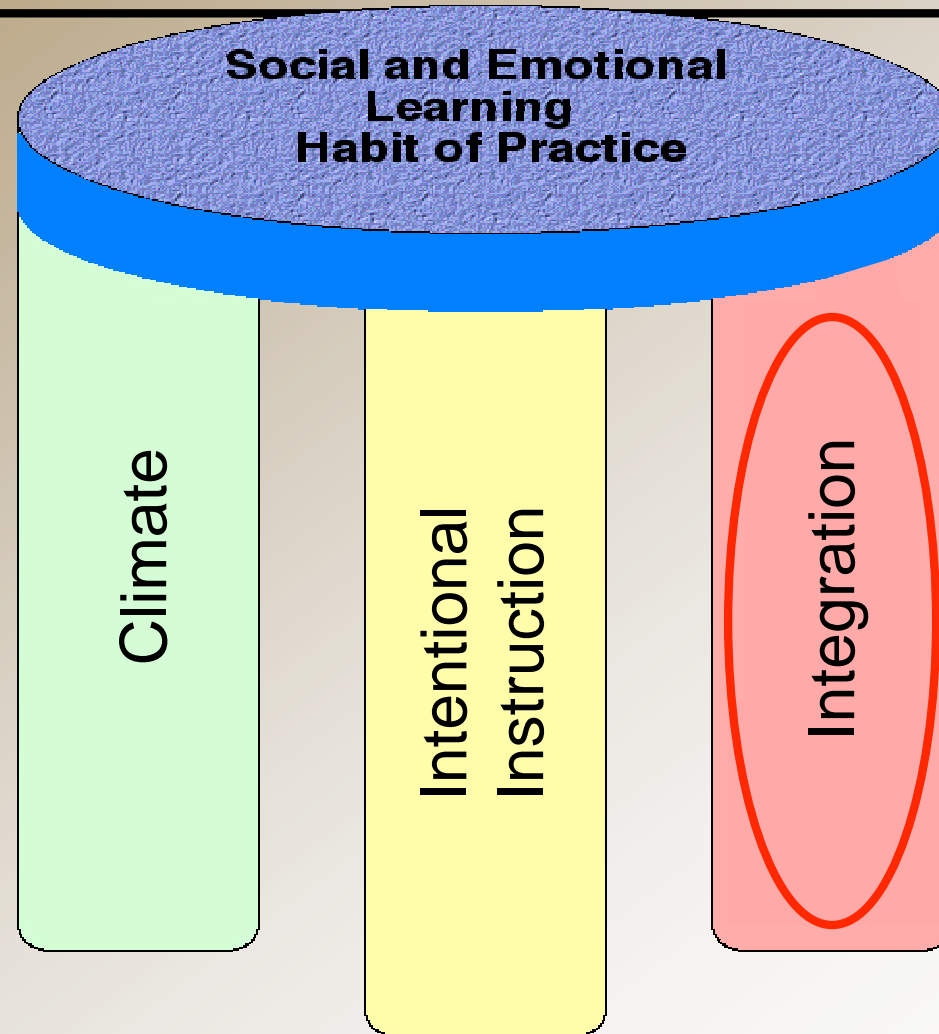 Social and Emotional
Learning
Habit of Practice
Climate
Intentional
Instruction
Integration